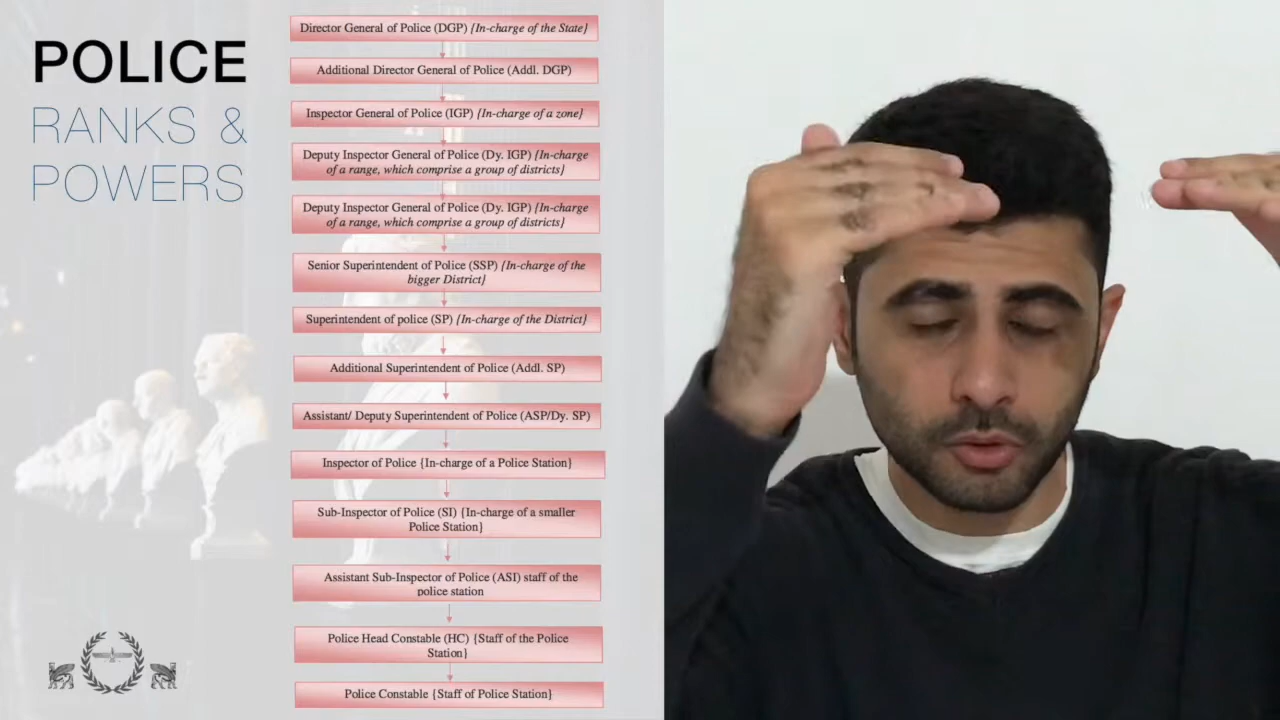 POLICE
RANKS &
POWERS
Director General of Police (DGP) {In-charge of the State}
Additional Director General of Police (Addl. DGP)
Inspector General of Police (IGP) {In-charge of a zone}
Deputy Inspector General of Police (Dy. IGP) {In-charge
of a range, which comprise a group of districts}
Deputy Inspector General of Police (Dy. IGP) {In-charge
of a range, which comprise a group of districts}
Senior Superintendent of Police (SSP) {In-charge of the
bigger District}
Superintendent of police (SP) {In-charge of the District}
Additional Superintendent of Police (Addl. SP)
Assistant/ Deputy Superintendent of Police (ASP/Dy. SP)
Inspector of Police {In-charge of a Police Station}
Sub-Inspector of Police (SI) {In-charge of a smaller
Police Station}
Assistant Sub-Inspector of Police (ASI) staff of the
police station
Police Head Constable (HC) {Staff of the Police
Station}
Police Constable {Staff of Police Station}